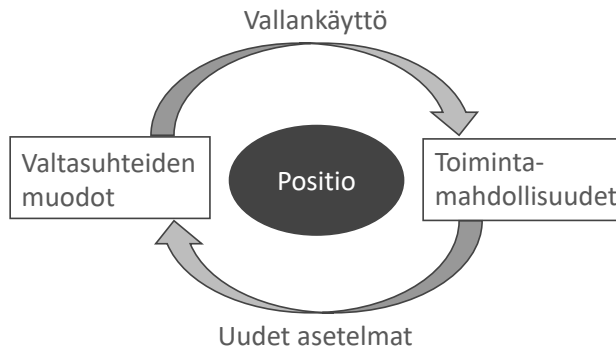 Vallankäyttö
Valtasuhteiden
muodot
Positio
Toiminta-
mahdollisuudet
Uudet asetelmat